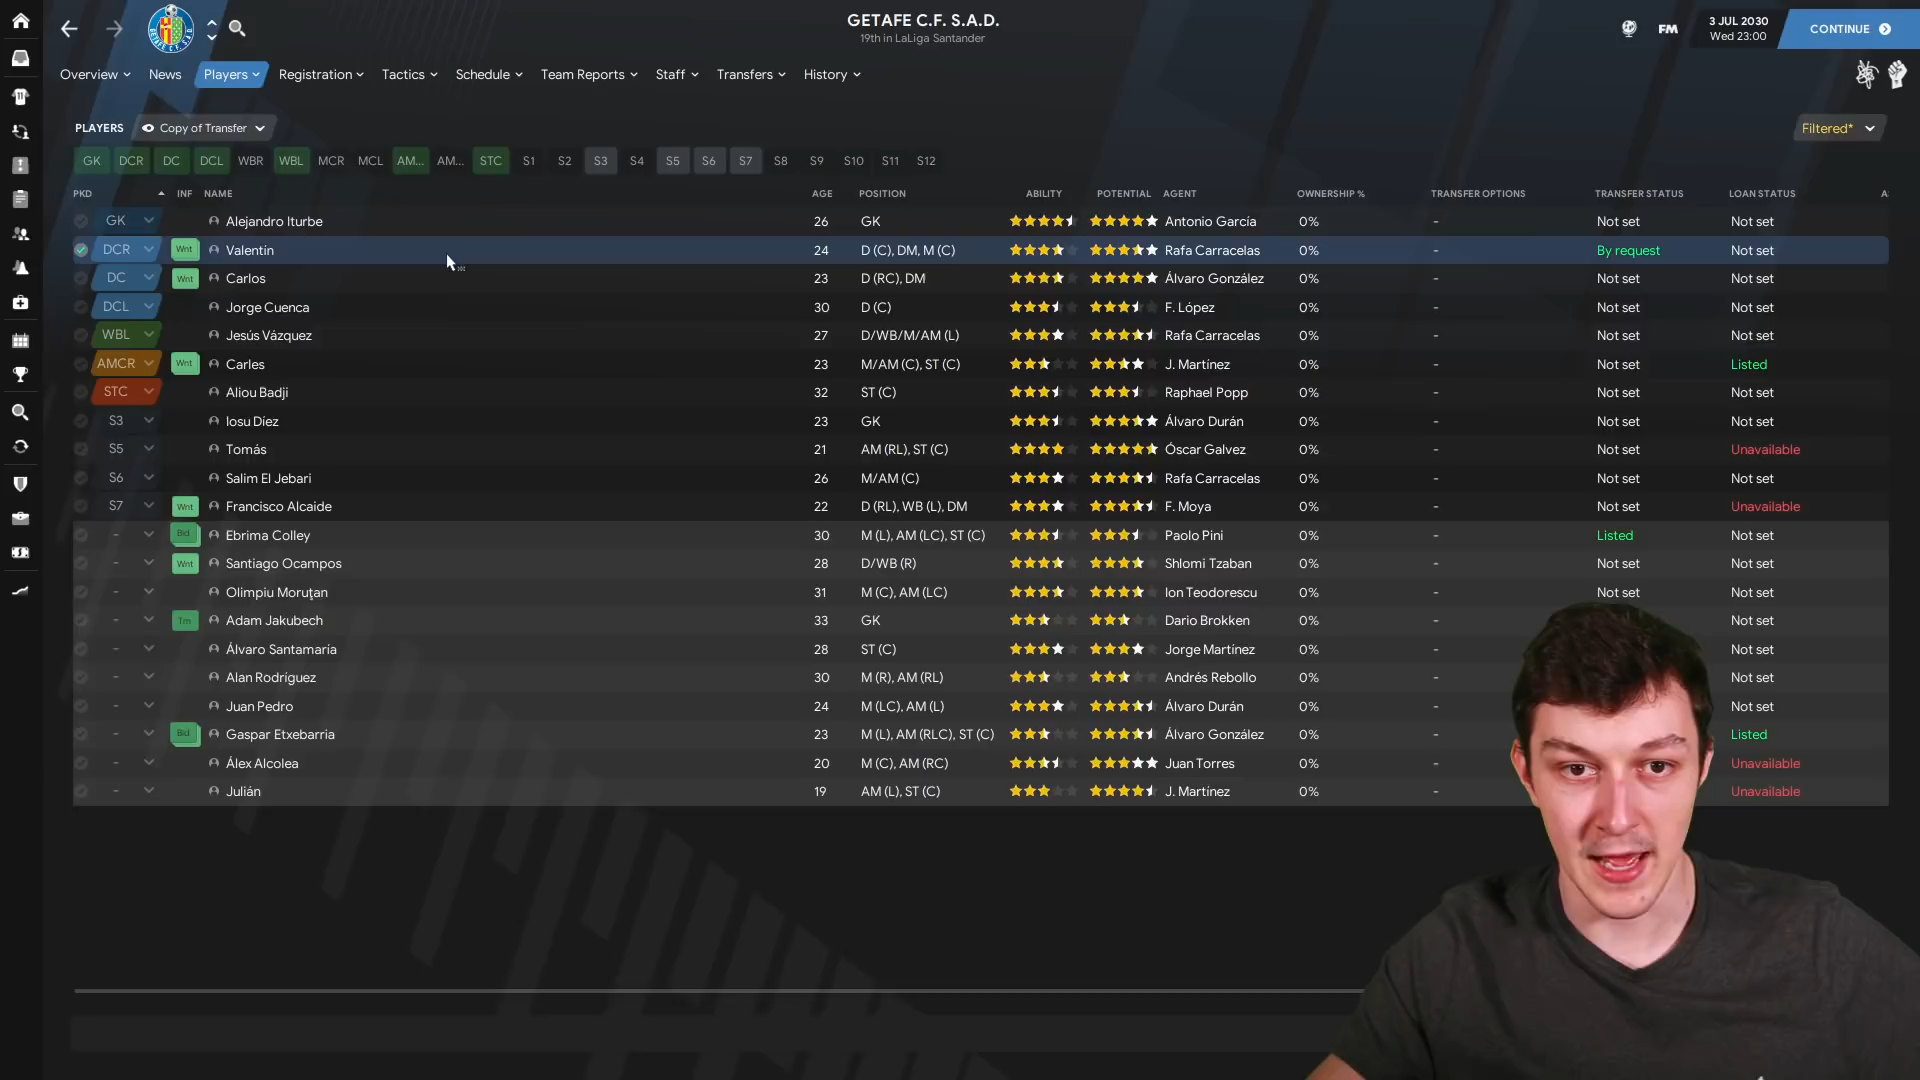 GETAFE C.F. S.A.D.
19th in LaLiga Santander
FM
3 JUL 2030
Wed 23:00
CONTINUE
Overview News Players Registration Tactics Schedule Team Reports Staff Transfers History
PLAYERS Copy of Transfer Filtered*
GK DCR DC DCL WBR WBL MCR MCL AM... AM... STC S1 S2 S3 S4 S5 S6 S7 S8 S9 S10 S11 S12
PKD INF NAME AGE POSITION ABILITY POTENTIAL AGENT OWNERSHIP % TRANSFER OPTIONS TRANSFER STATUS LOAN STATUS A
GK Alejandro Iturbe 26 GK Antonio García 0% - Not set Not set
DCR Wnt Valentín 24 D (C), DM, M (C) Rafa Carracelas 0% - By request Not set
DC Wnt Carlos 23 D (RC), DM Álvaro González 0% - Not set Not set
DCL Jorge Cuenca 30 D (C) F. López 0% - Not set Not set
WBL Jesús Vázquez 27 D/WB/M/AM (L) Rafa Carracelas 0% - Not set Not set
AMCR Wnt Carles 23 M/AM (C), ST (C) J. Martínez 0% - Not set Listed
STC Aliou Badji 32 ST (C) Raphael Popp 0% - Not set Not set
S3 Iosu Díez 23 GK Álvaro Durán 0% - Not set Not set
S5 Tomás 21 AM (RL), ST (C) Óscar Galvez 0% - Not set Unavailable
S6 Salim El Jebari 26 M/AM (C) Rafa Carracelas 0% - Not set Not set
S7 Wnt Francisco Alcaide 22 D (RL), WB (L), DM F. Moya 0% - Not set Unavailable
- Bid Ebrima Colley 30 M (L), AM (LC), ST (C) Paolo Pini 0% - Listed Not set
- Wnt Santiago Ocampos 28 D/WB (R) Shlomi Tzaban 0% - Not set Not set
- Olimpiu Moruţan 31 M (C), AM (LC) Ion Teodorescu 0% - Not set Not set
- Trn Adam Jakubech 33 GK Dario Brokken 0% - Not set
- Álvaro Santamaría 28 ST (C) Jorge Martínez 0% - Not set
- Alan Rodríguez 30 M (R), AM (RL) Andrés Rebollo 0% - Not set
- Juan Pedro 24 M (LC), AM (L) Álvaro Durán 0% - Not set
- Bid Gaspar Etxebarria 23 M (L), AM (RLC), ST (C) Álvaro González 0% - Listed
- Álex Alcolea 20 M (C), AM (RC) Juan Torres 0% - Unavailable
- Julián 19 AM (L), ST (C) J. Martínez 0% - Unavailable